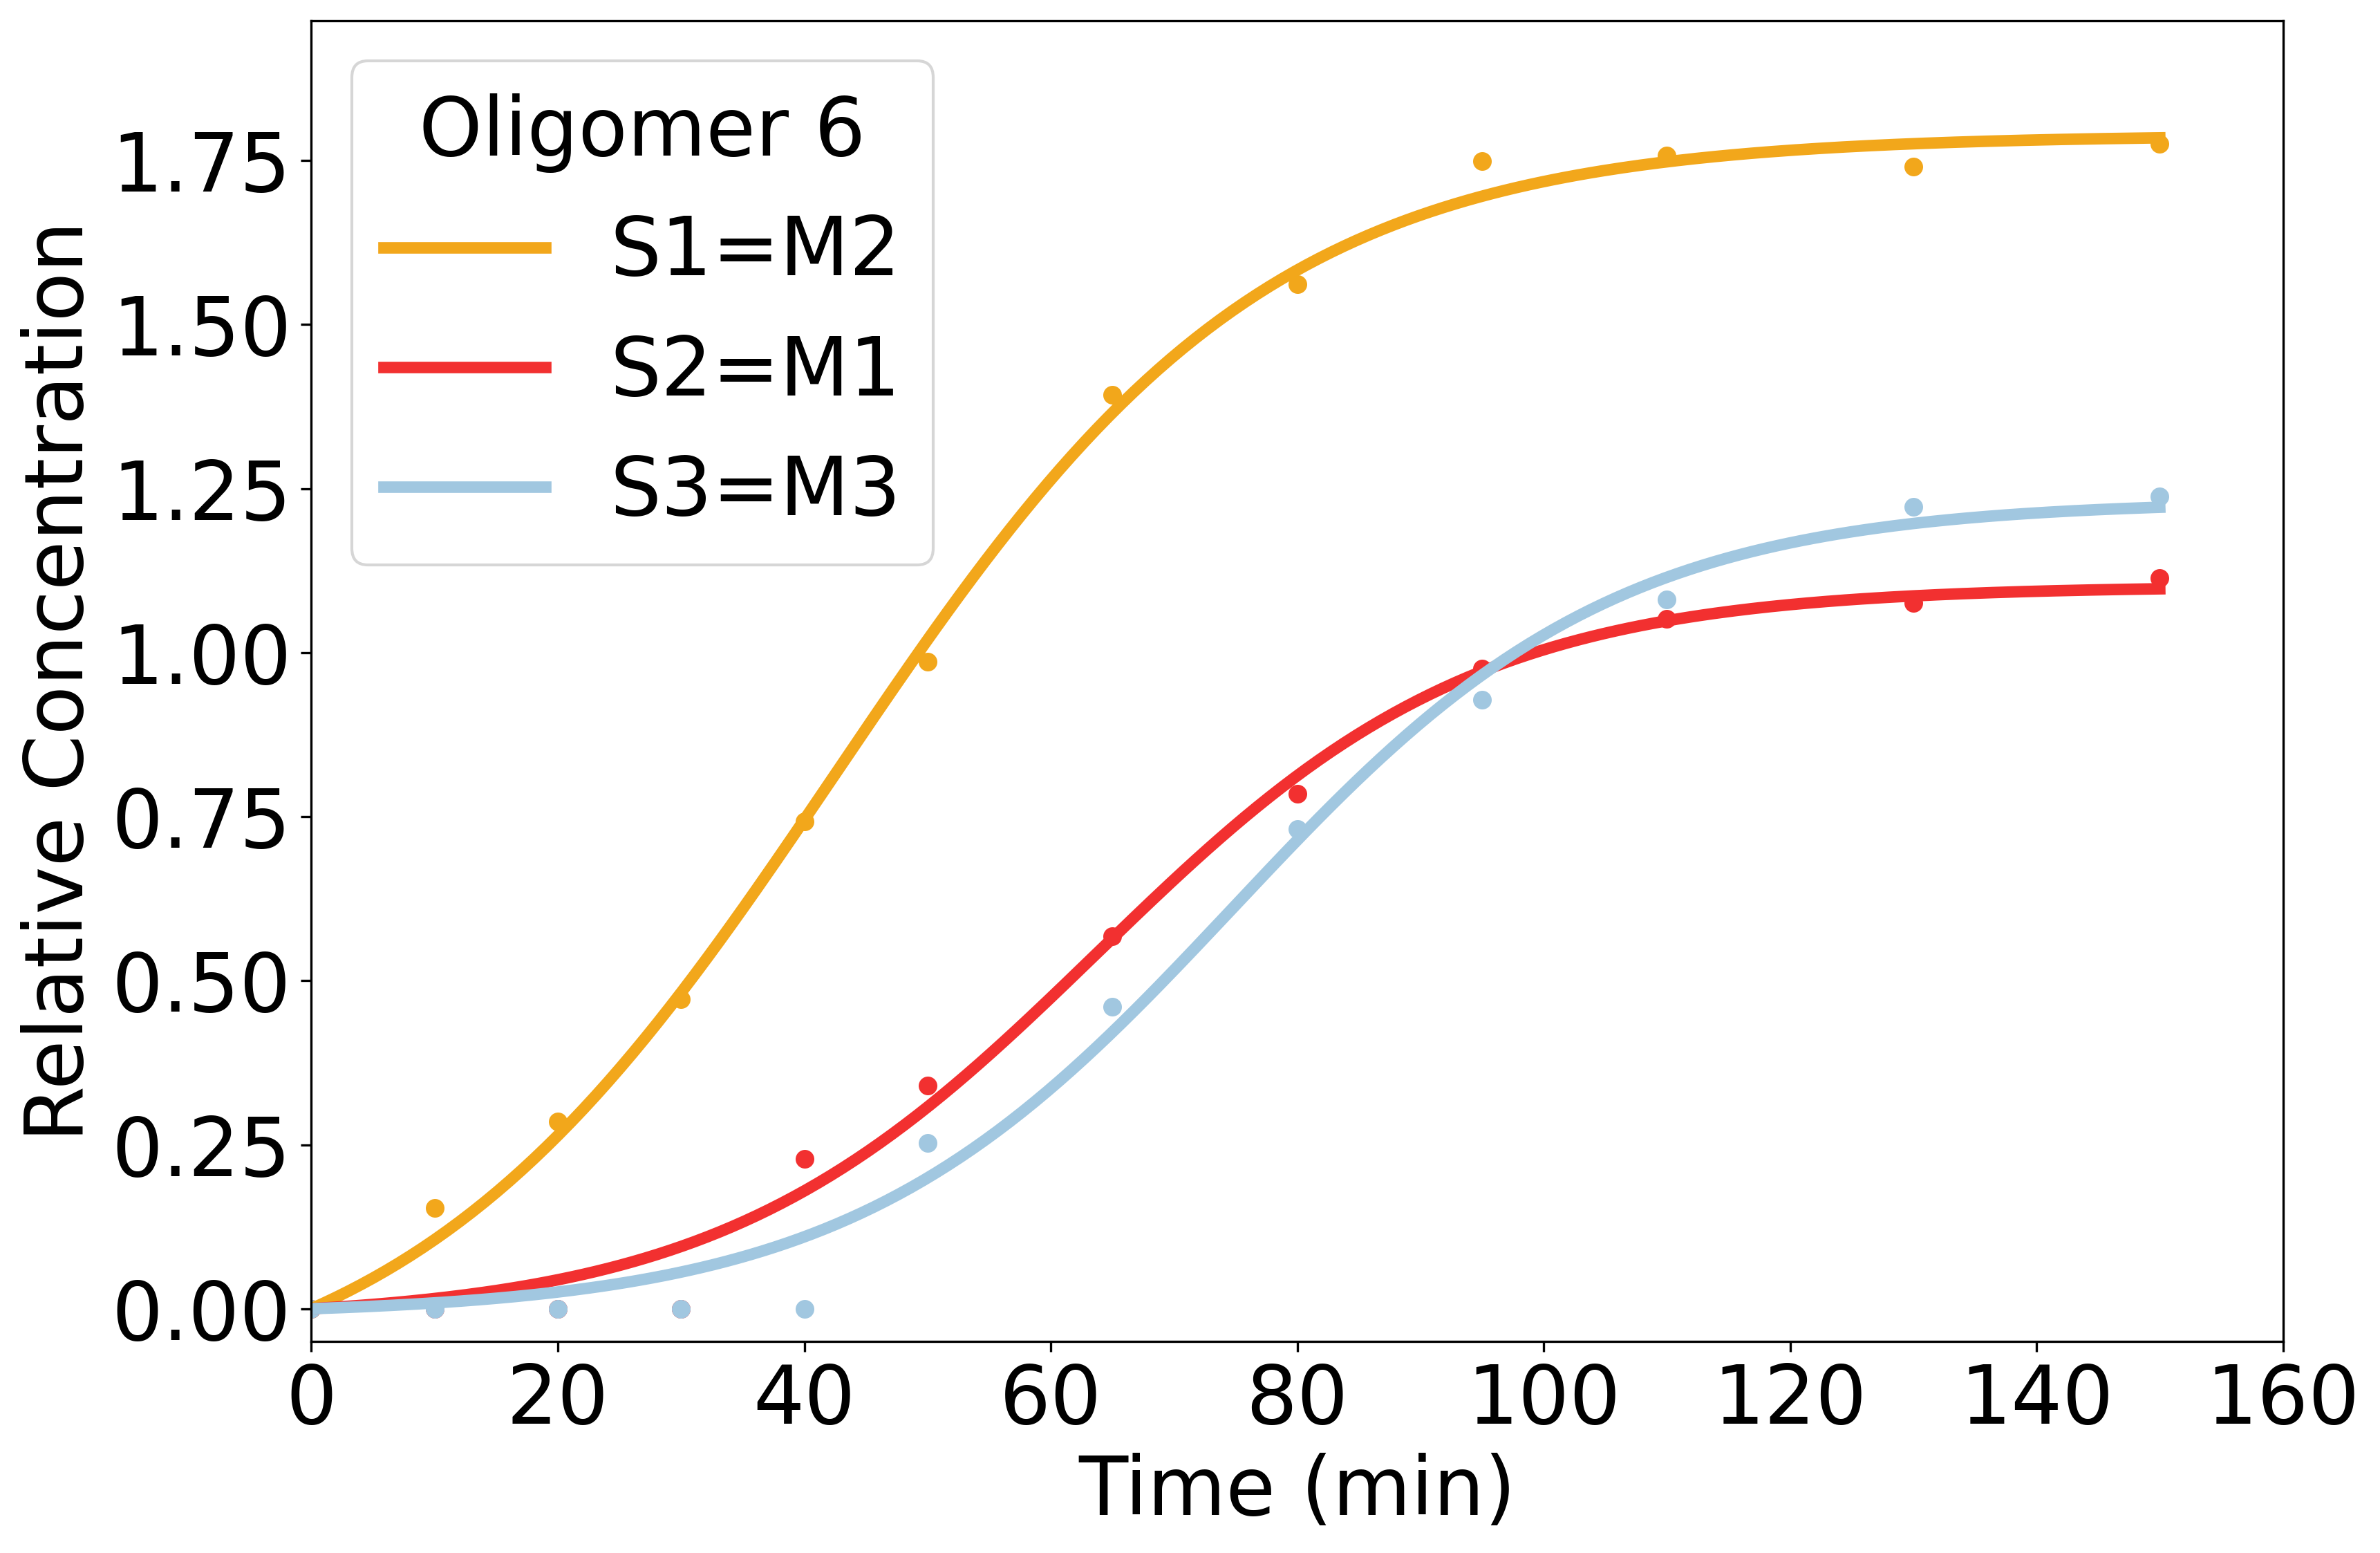 Oligomer 6
S1=M2
S2=M1
S3=M3
Relative Concentration
1.75
1.50
1.25
1.00
0.75
0.50
0.25
0.00
0 20 40 60 80 100 120 140 160
Time (min)